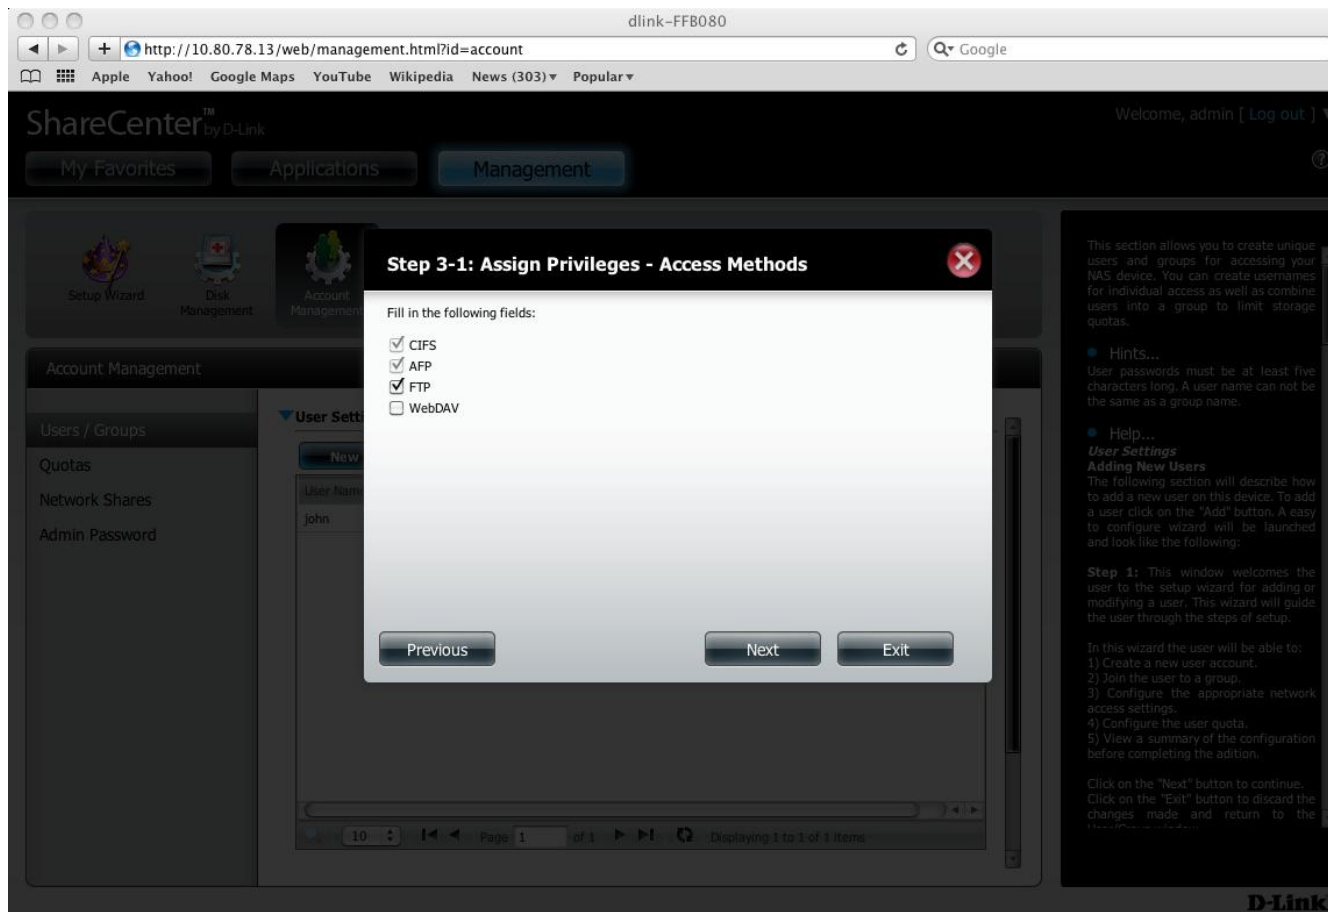 dlink-FFB080
http://10.80.78.13/web/management.html?id=account
Google
Apple Yahoo! Google Maps YouTube Wikipedia News (303) Popular
ShareCenter™ by D-Link
Welcome, admin [ Log out ]
My Favorites Applications Management
Setup Wizard
Disk Management
Account Management
Account Management
Users / Groups
Quotas
Network Shares
Admin Password
User Setti
New
User Name
john
Step 3-1: Assign Privileges - Access Methods
Fill in the following fields:
CIFS
AFP
FTP
WebDAV
Previous Next Exit
10 Page 1 of 1 Displaying 1 to 1 of 1 items
This section allows you to create unique
users and groups for accessing your
NAS device. You can create usernames
for individual access as well as combine
users into a group to limit storage
quotas.
Hints...
User passwords must be at least five
characters long. A user name can not be
the same as a group name.
Help...
User Settings
Adding New Users
The following section will describe how
to add a new user on this device. To add
a user click on the "Add" button. A easy
to configure wizard will be launched
and look like the following:
Step 1: This window welcomes the
user to the setup wizard for adding or
modifying a user. This wizard will guide
the user through the steps of setup.
In this wizard the user will be able to:
1) Create a new user account.
2) Join the user to a group.
3) Configure the appropriate network
access settings.
4) Configure the user quota.
5) View a summary of the configuration
before completing the adition.
Click on the "Next" button to continue.
Click on the "Exit" button to discard the
changes made and return to the
D-Link